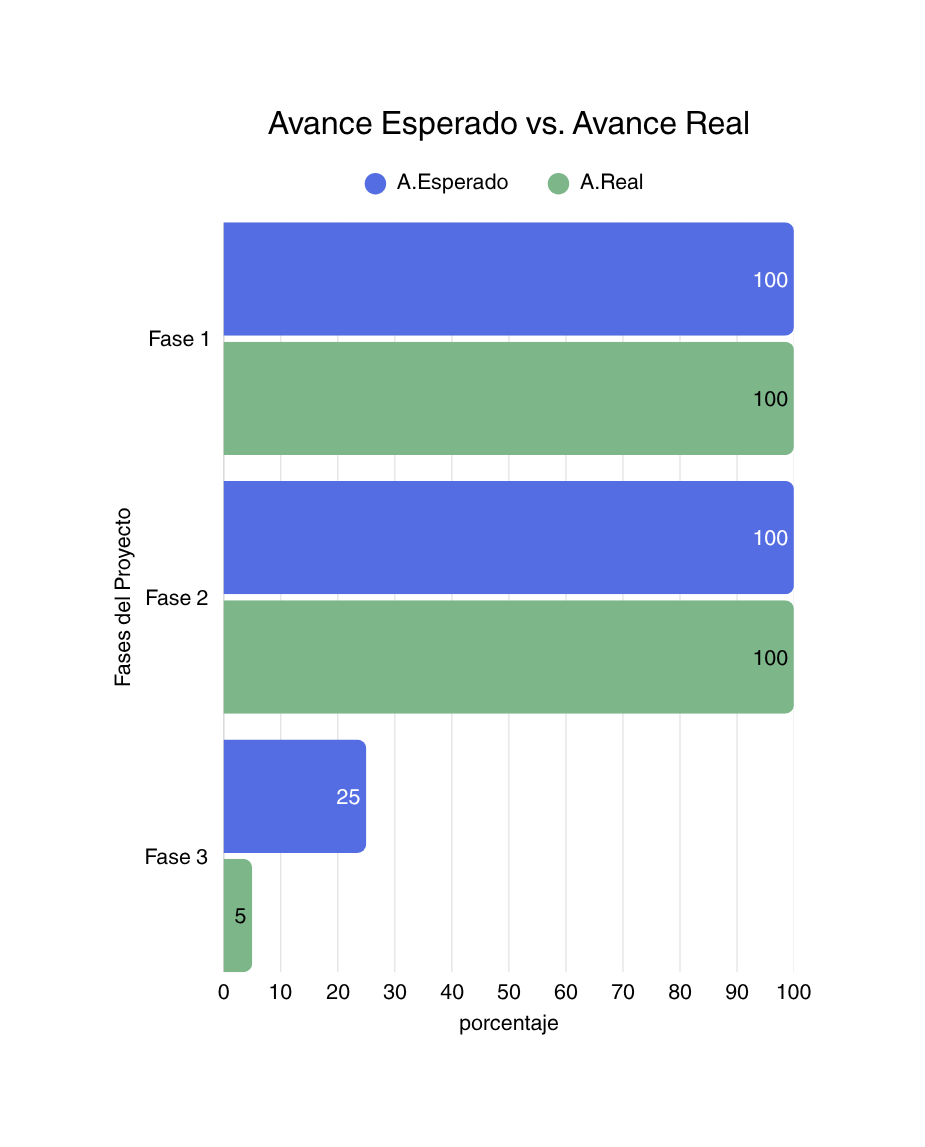 Avance Esperado vs. Avance Real
A.Esperado A.Real
100
Fase 1
100
100
Fases del Proyecto
Fase 2
100
25
Fase 3
5
0 10 20 30 40 50 60 70 80 90 100
porcentaje